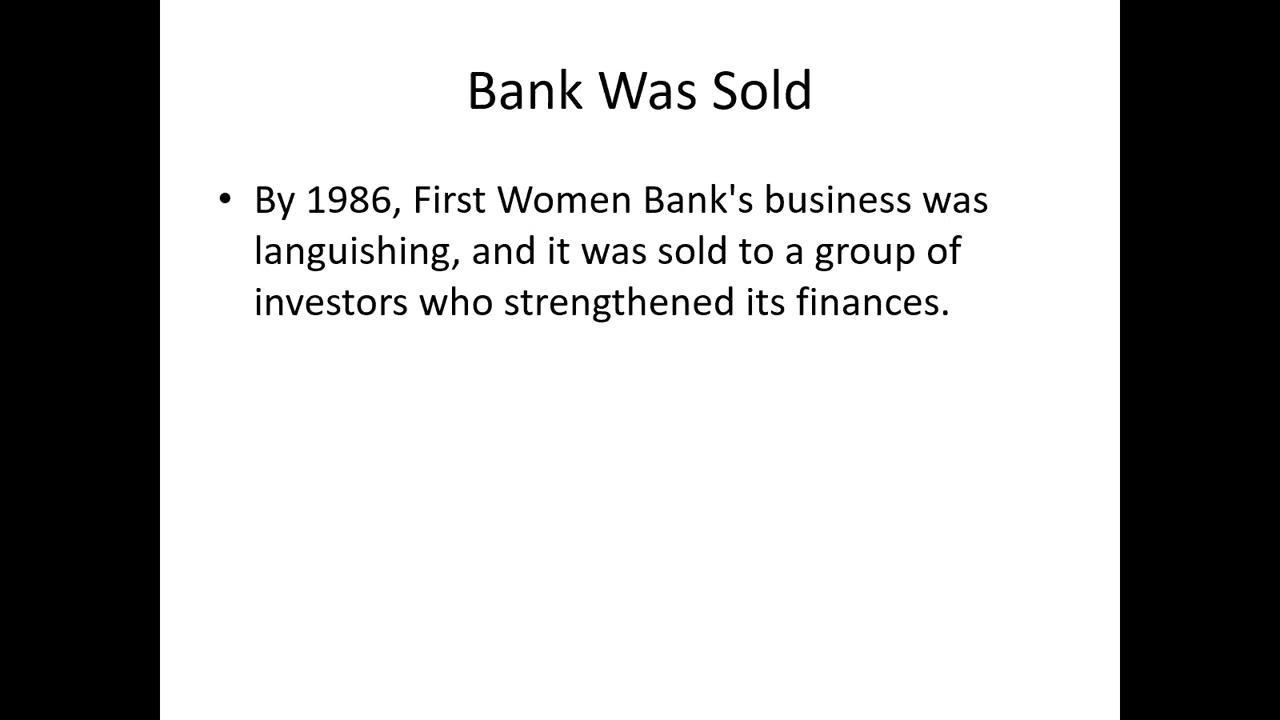 Bank Was Sold
• By 1986, First Women Bank's business was
languishing, and it was sold to a group of
investors who strengthened its finances.